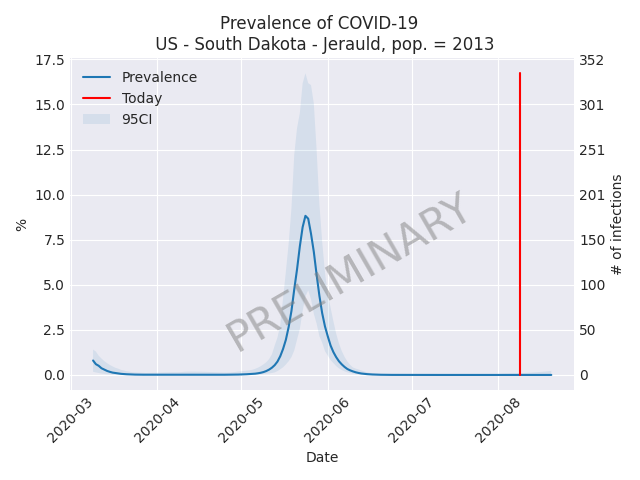 Prevalence of COVID-19
US - South Dakota - Jerauld, pop. = 2013
17.5
15.0
12.5
10.0
7.5
5.0
2.5
0.0
%
Prevalence
Today
95CI
PRELIMINARY
352
301
251
201
150
100
50
0
# of infections
2020-03
2020-04
2020-05
2020-06
2020-07
2020-08
Date